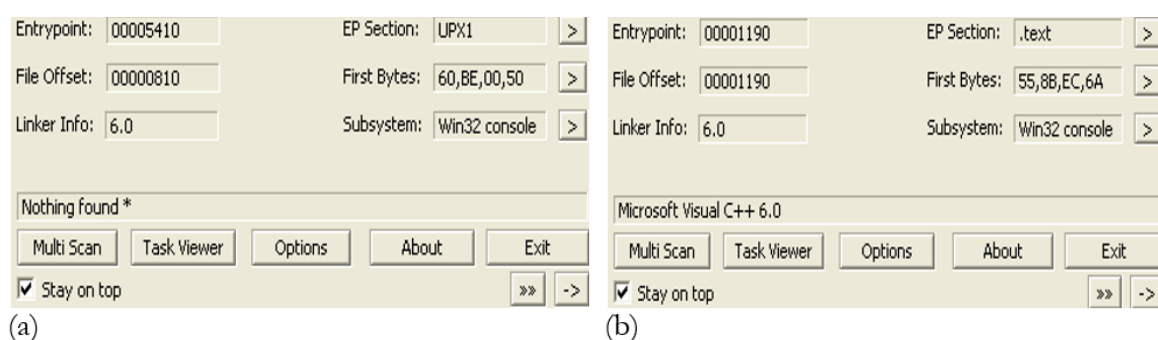 Entrypoint: 00005410 EP Section: UPX1 >
File Offset: 00000810 First Bytes: 60,BE,00,50 >
Linker Info: 6.0 Subsystem: Win32 console >
Nothing found *
Multi Scan Task Viewer Options About Exit
Stay on top »» ->
(a)
Entrypoint: 00001190 EP Section: .text >
File Offset: 00001190 First Bytes: 55,8B,EC,6A >
Linker Info: 6.0 Subsystem: Win32 console >
Microsoft Visual C++ 6.0
Multi Scan Task Viewer Options About Exit
Stay on top »» ->
(b)